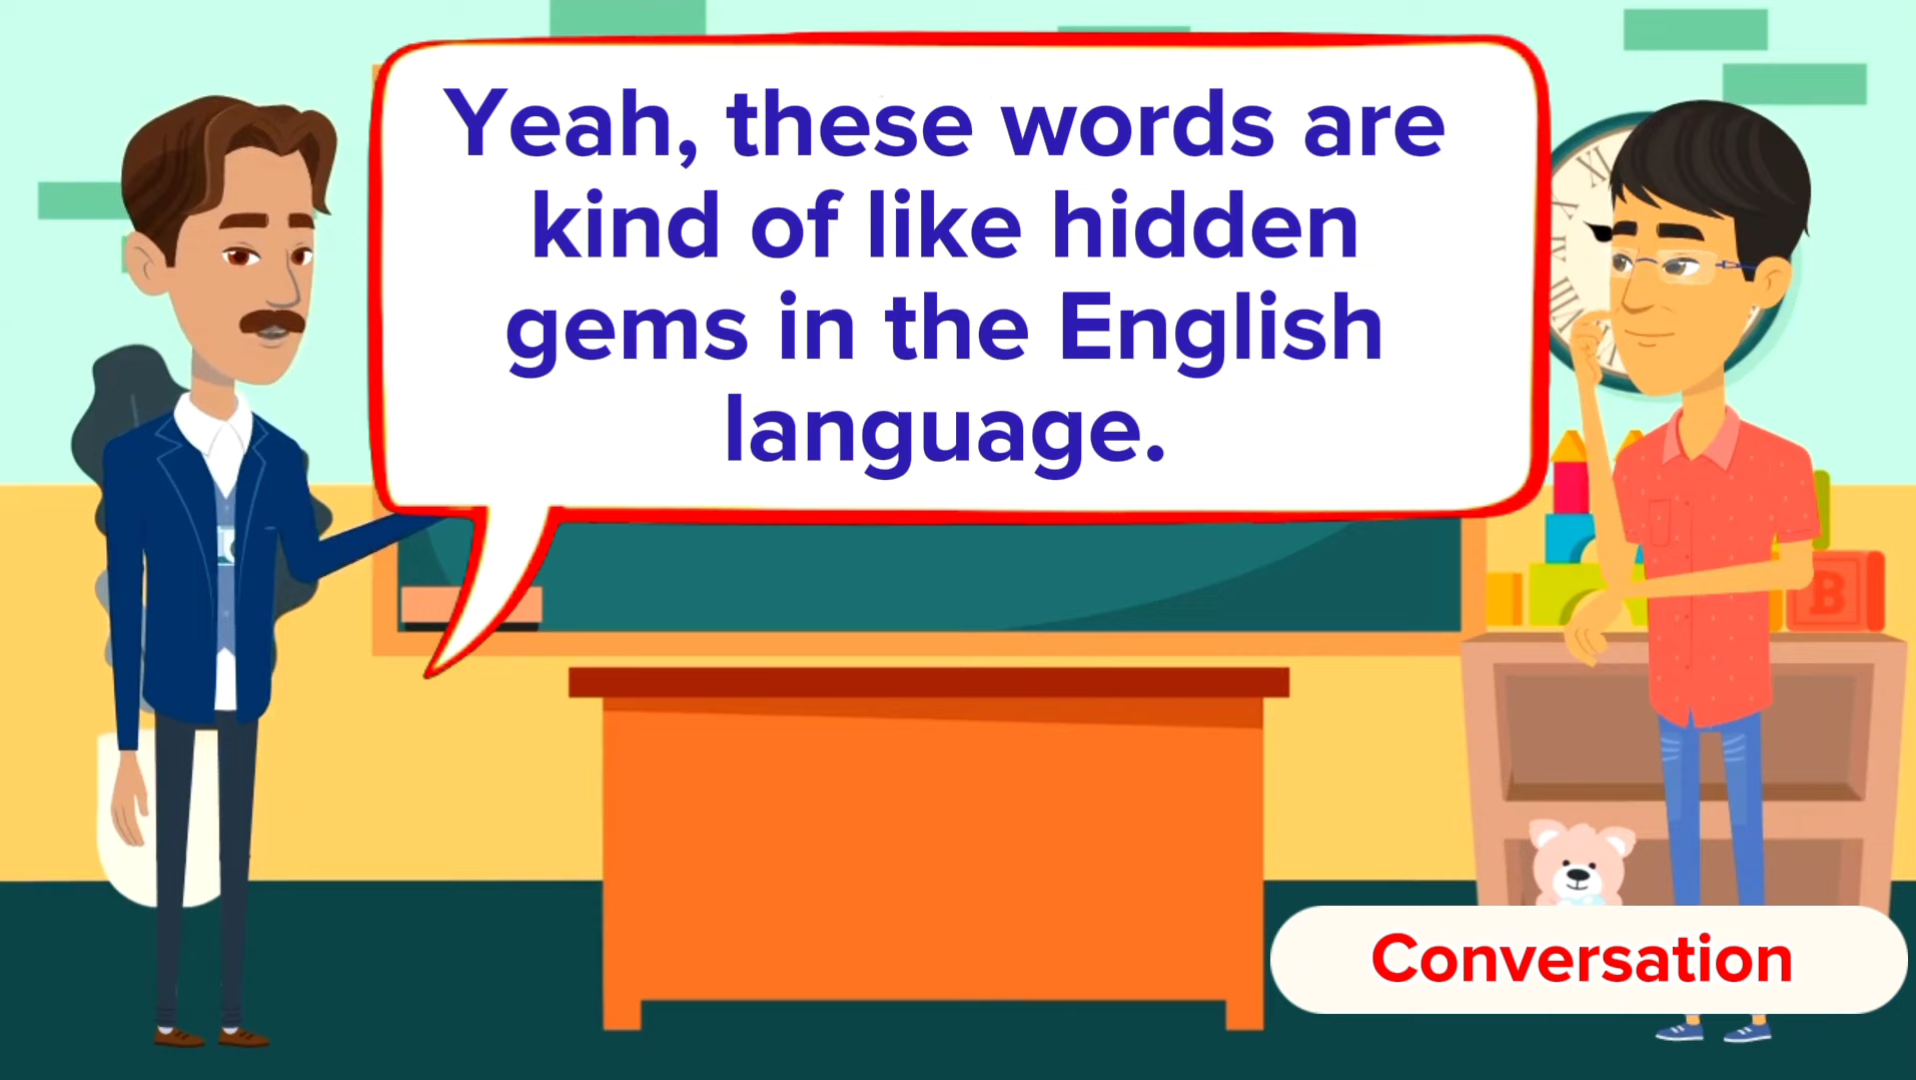 Yeah, these words are
kind of like hidden
gems in the English
language.
B
Conversation